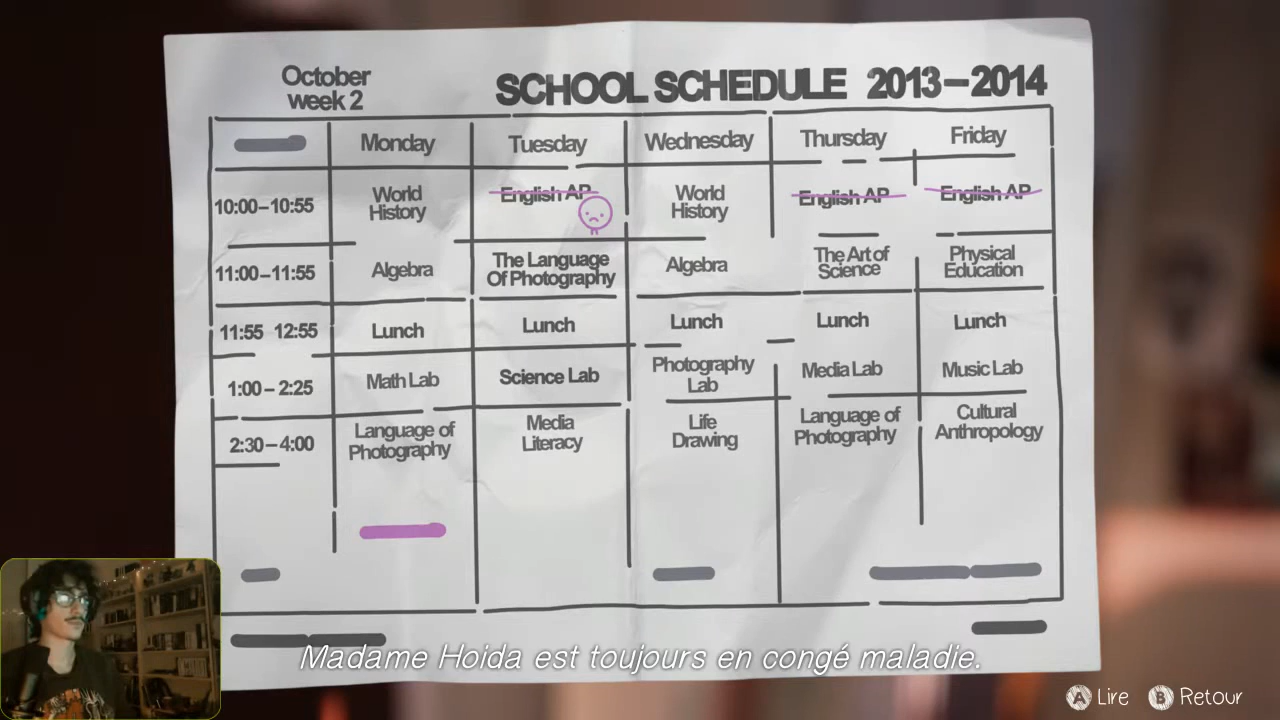 October
week 2
SCHOOL SCHEDULE 2013-2014
Monday Tuesday Wednesday Thursday Friday
10:00-10:55
World
History
English AP
World
History
English AP
English AP
11:00-11:55
Algebra
The Language
Of Photography
Algebra
The Art of
Science
Physical
Education
11:55 12:55
Lunch
Lunch
Lunch
Lunch
Lunch
1:00-2:25
Math Lab
Science Lab
Photography
Lab
Media Lab
Music Lab
2:30-4:00
Language of
Photography
Media
Literacy
Life
Drawing
Language of
Photography
Cultural
Anthropology
Madame Hoida est toujours en congé maladie.
A Lire B Retour